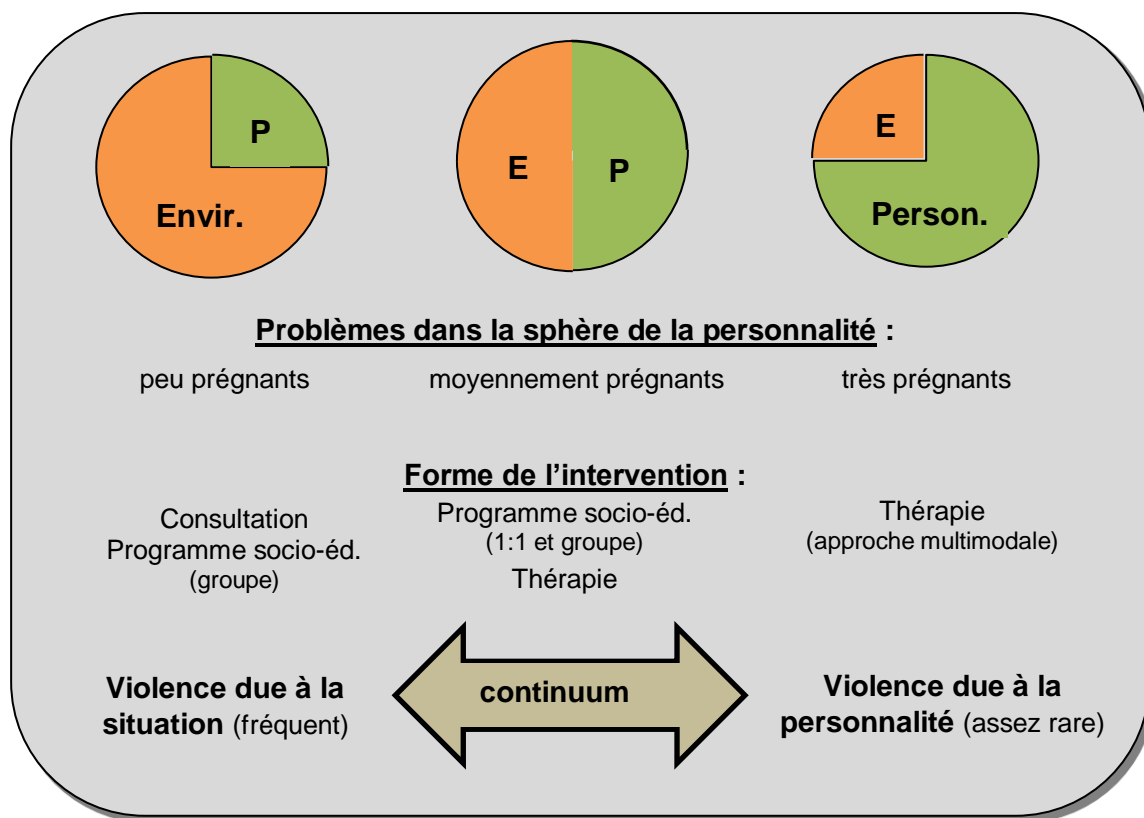 P
Envir.
E
P
E
Person.
Problèmes dans la sphère de la personnalité :
peu prégnants
moyennement prégnants
très prégnants
Forme de l’intervention :
Consultation
Programme socio-éd.
(groupe)
Programme socio-éd.
(1:1 et groupe)
Thérapie
Thérapie
(approche multimodale)
Violence due à la
situation (fréquent)
continuum
Violence due à la
personnalité (assez rare)